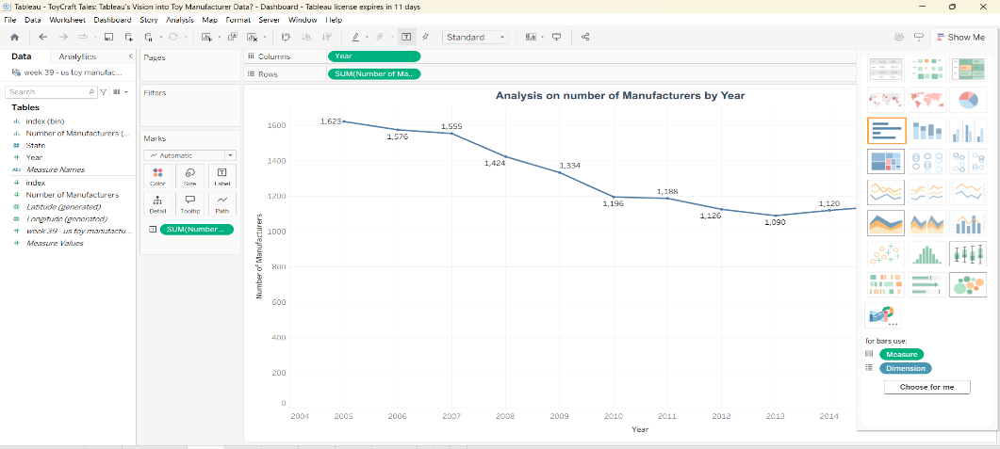 Tableau - ToyCraft Tales: Tableau's Vision into Toy Manufacturer Data? - Dashboard - Tableau license expires in 11 days
File Data Worksheet Dashboard Story Analysis Map Format Server Window Help
Standard
Show Me
Data Analytics
week 39 - us toy manufac...
Search
Tables
index (bin)
Number of Manufacturers (...
State
Year
Abc Measure Names
index
Number of Manufacturers
Latitude (generated)
Longitude (generated)
week 39 - us toy manufactu...
Measure Values
Pages
Filters
Marks
Automatic
Color Size Label
Detail Tooltip Path
SUM(Number ..
Columns Year
Rows SUM(Number of Ma..
Analysis on number of Manufacturers by Year
Number of Manufacturers
1600
1400
1200
1000
800
600
400
200
0
1,623
1,576
1,555
1,424
1,334
1,196
1,188
1,126
1,090
1,120
2004 2005 2006 2007 2008 2009 2010 2011 2012 2013 2014
Year
for bars use:
Measure
Dimension
Choose for me